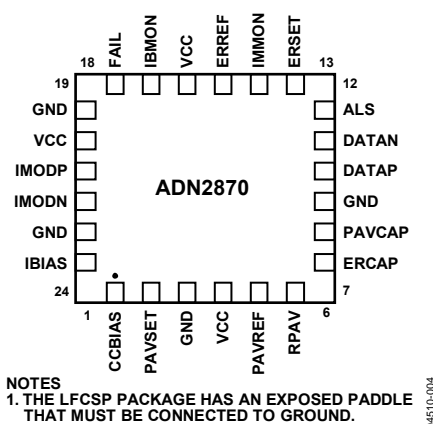 18
FAIL
IBMON
VCC
ERREF
IMMON
ERSET
13
19
12
GND
VCC
IMODP
IMODN
GND
IBIAS
ADN2870
ALS
DATAN
DATAP
GND
PAVCAP
ERCAP
24
7
1
CCBIAS
PAVSET
GND
VCC
PAVREF
RPAV
6
NOTES
1. THE LFCSP PACKAGE HAS AN EXPOSED PADDLE
THAT MUST BE CONNECTED TO GROUND.
04510-004